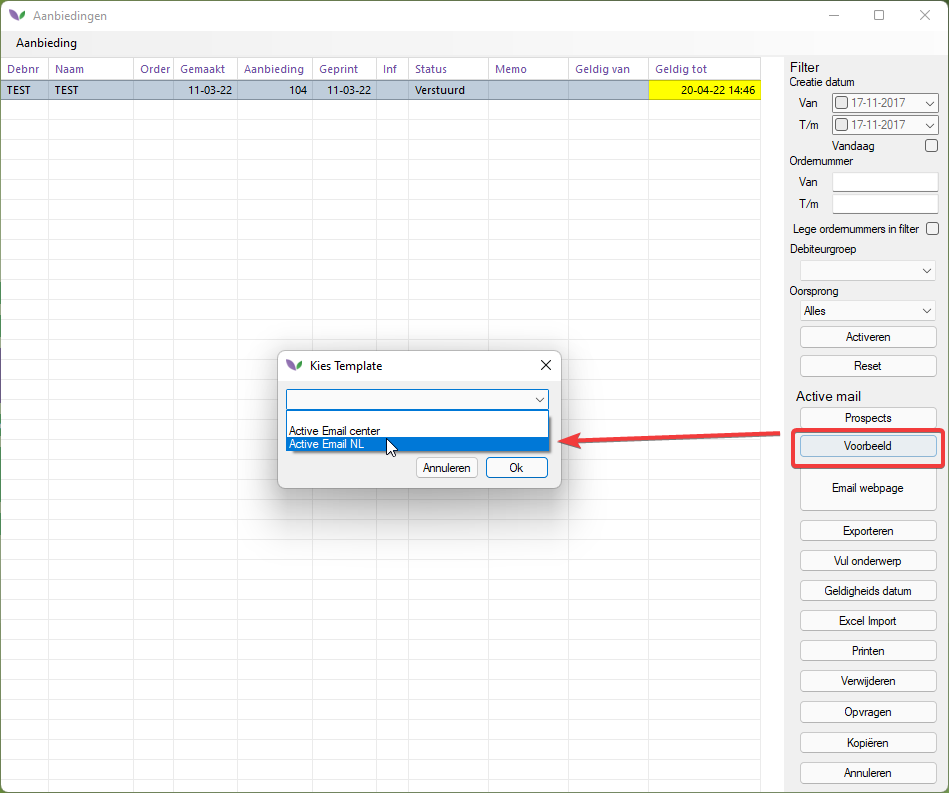 Aanbiedingen
Aanbieding
Debnr Naam Order Gemaakt Aanbieding Geprint Inf Status Memo Geldig van Geldig tot
TEST TEST 11-03-22 104 11-03-22 Verstuurd 20-04-22 14:46
Filter
Creatie datum
Van 17-11-2017
T/m 17-11-2017
Vandaag
Ordernummer
Van
T/m
Lege ordernummers in filter
Debiteurgroep
Oorsprong
Alles
Activeren
Reset
Active mail
Prospects
Voorbeeld
Email webpage
Exporteren
Vul onderwerp
Geldigheids datum
Excel Import
Printen
Verwijderen
Opvragen
Kopiëren
Annuleren
Kies Template
Active Email center
Active Email NL
Annuleren Ok